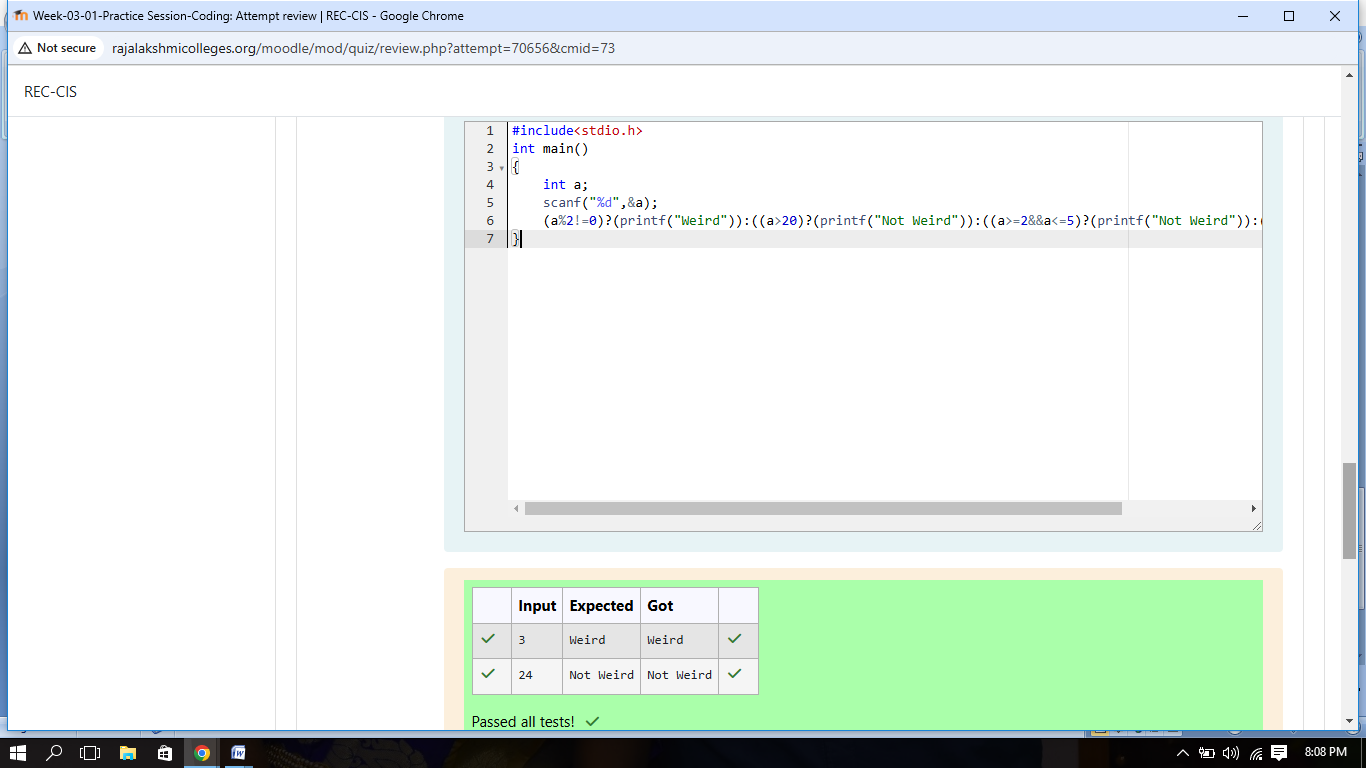 Week-03-01-Practice Session-Coding: Attempt review | REC-CIS - Google Chrome
Not secure rajalakshmicolleges.org/moodle/mod/quiz/review.php?attempt=70656&cmid=73
REC-CIS
1 #include<stdio.h>
2 int main()
3 {
4 int a;
5 scanf("%d",&a);
6 (a%2!=0)?(printf("Weird")):((a>20)?(printf("Not Weird")):((a>=2&&a<=5)?(printf("Not Weird")):(
7 }
Input Expected Got
3 Weird Weird
24 Not Weird Not Weird
Passed all tests!
8:08 PM